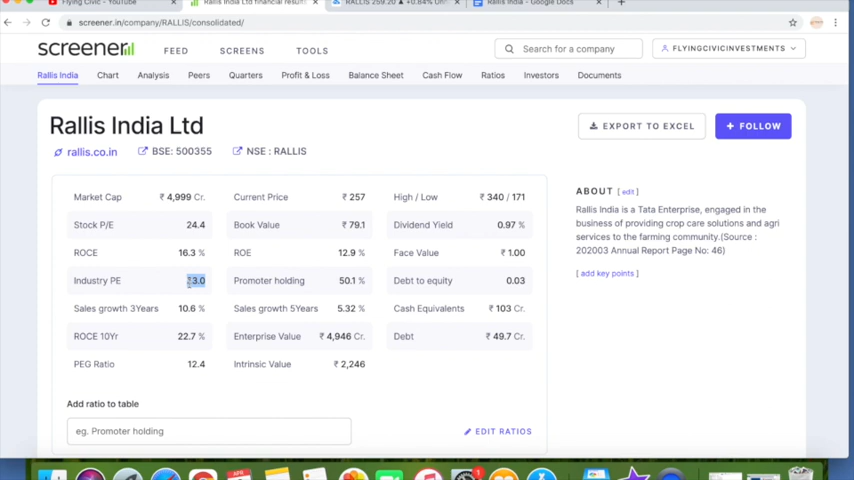 Flying Civic - YouTube
Rallis India Ltd financial result
RALLIS 259.20 ▲ +0.84% Un
Rallis India - Google Docs
screener.in/company/RALLIS/consolidated/
screener
FEED
SCREENS
TOOLS
Search for a company
FLYINGCIVICINVESTMENTS
Rallis India
Chart
Analysis
Peers
Quarters
Profit & Loss
Balance Sheet
Cash Flow
Ratios
Investors
Documents
Rallis India Ltd
EXPORT TO EXCEL
+ FOLLOW
rallis.co.in
BSE: 500355
NSE : RALLIS
Market Cap ₹ 4,999 Cr.
Current Price ₹ 257
High / Low ₹ 340 / 171
Stock P/E 24.4
Book Value ₹ 79.1
Dividend Yield 0.97 %
ROCE 16.3 %
ROE 12.9 %
Face Value ₹ 1.00
Industry PE
Promoter holding 50.1 %
Debt to equity 0.03
Sales growth 3Years 10.6 %
Sales growth 5Years 5.32 %
Cash Equivalents ₹ 103 Cr.
ROCE 10Yr 22.7 %
Enterprise Value ₹ 4,946 Cr.
Debt ₹ 49.7 Cr.
PEG Ratio 12.4
Intrinsic Value ₹ 2,246
Add ratio to table
eg. Promoter holding
EDIT RATIOS
ABOUT [ edit ]
Rallis India is a Tata Enterprise, engaged in the
business of providing crop care solutions and agri
services to the farming community.(Source :
202003 Annual Report Page No: 46)
[ add key points ]
APR
1